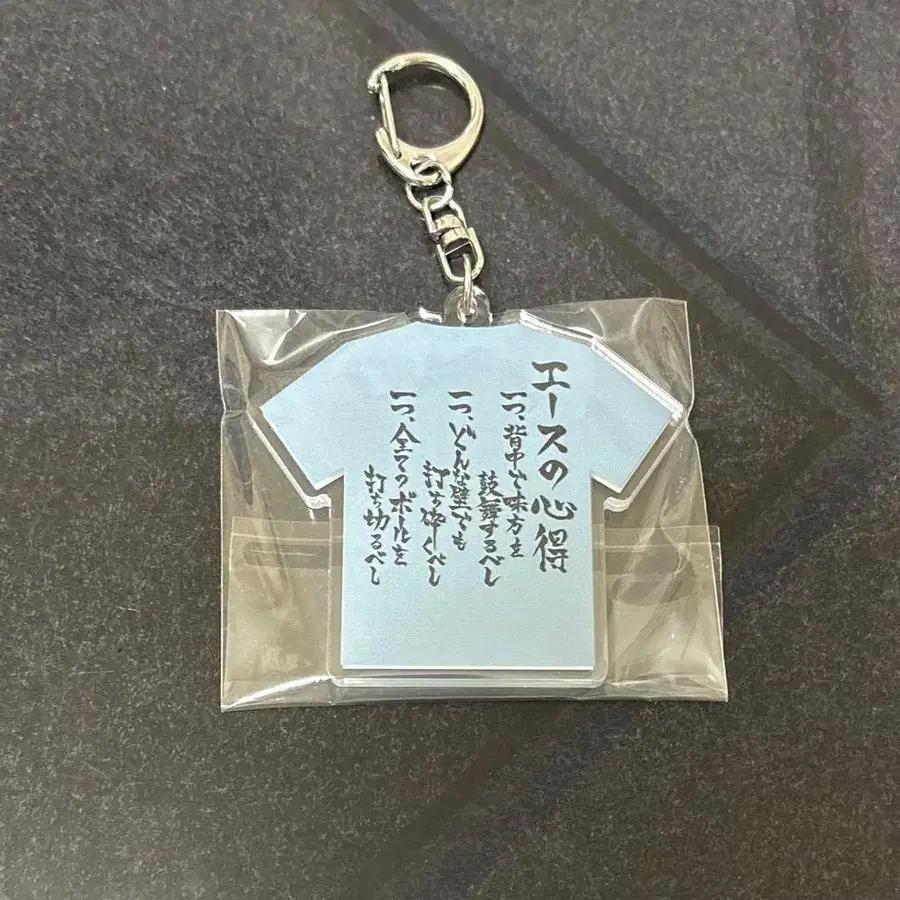 エースの心得
一つ、背中で味方を
鼓舞するべし
一つ、どんな壁でも
打ち砕くべし
一つ、全てのボールを
打ち切るべし